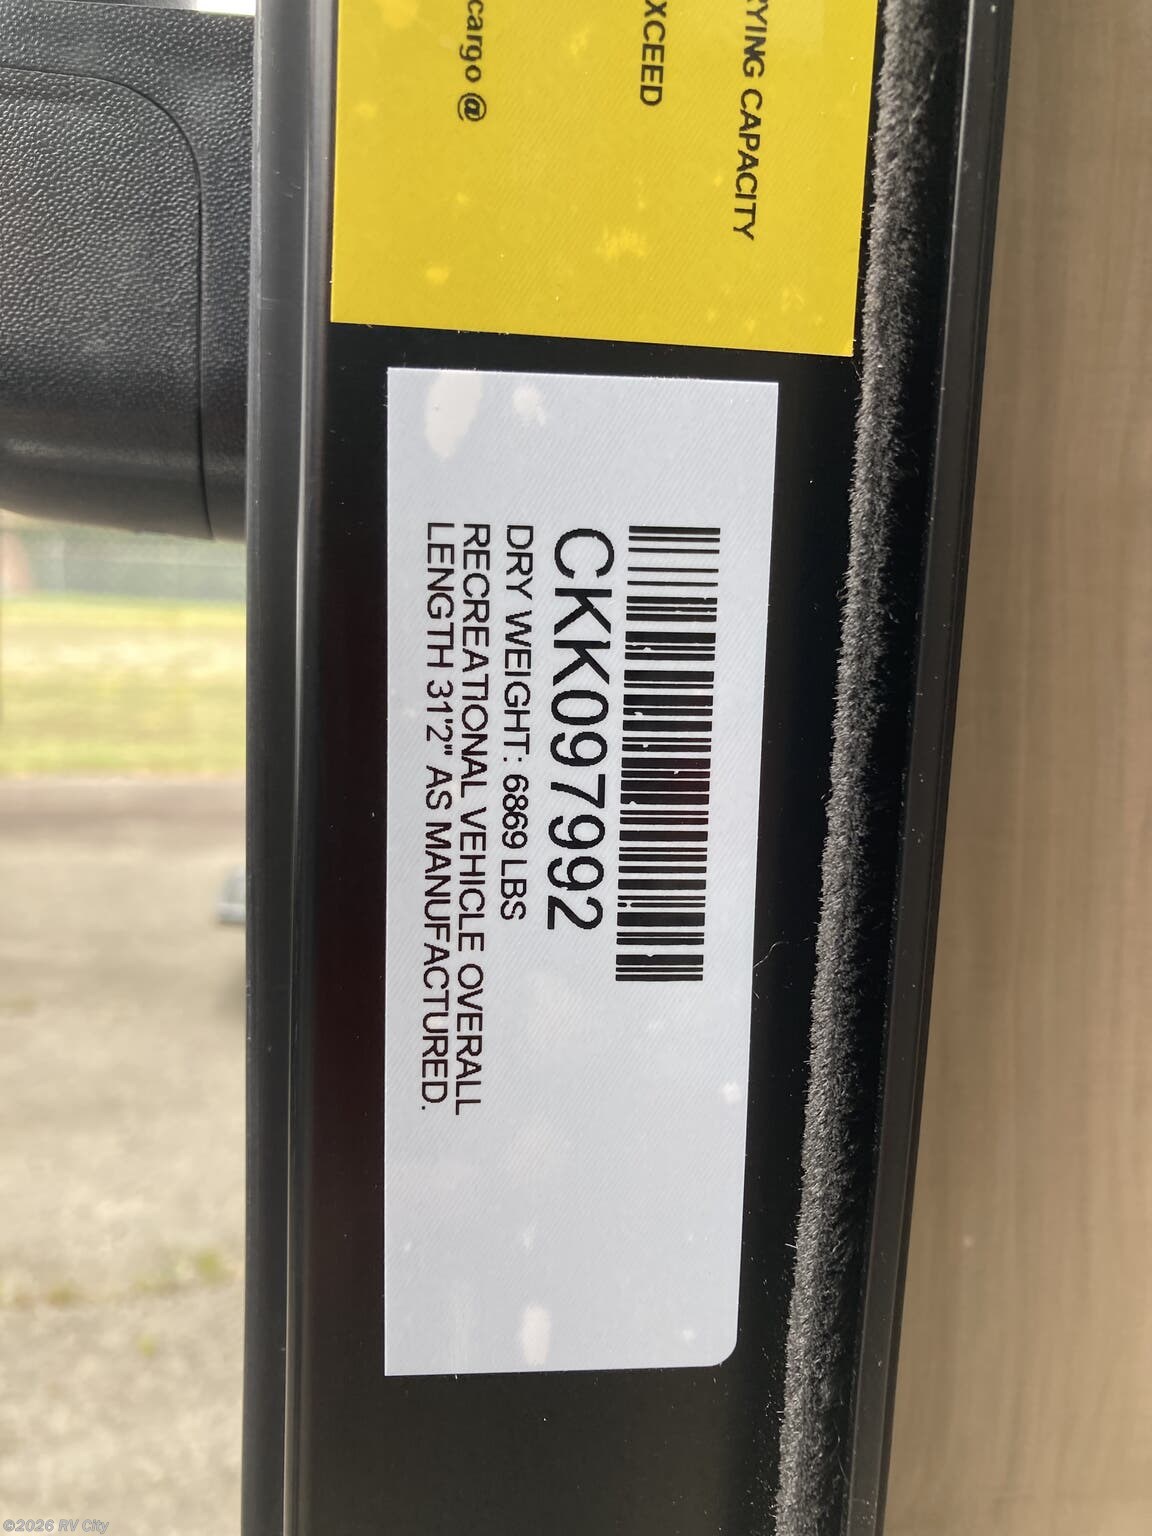 RYING CAPACITY
XCEED
cargo @
CKK097992
DRY WEIGHT: 6869 LBS
RECREATIONAL VEHICLE OVERALL
LENGTH 31'2" AS MANUFACTURED.
©2026 RV City